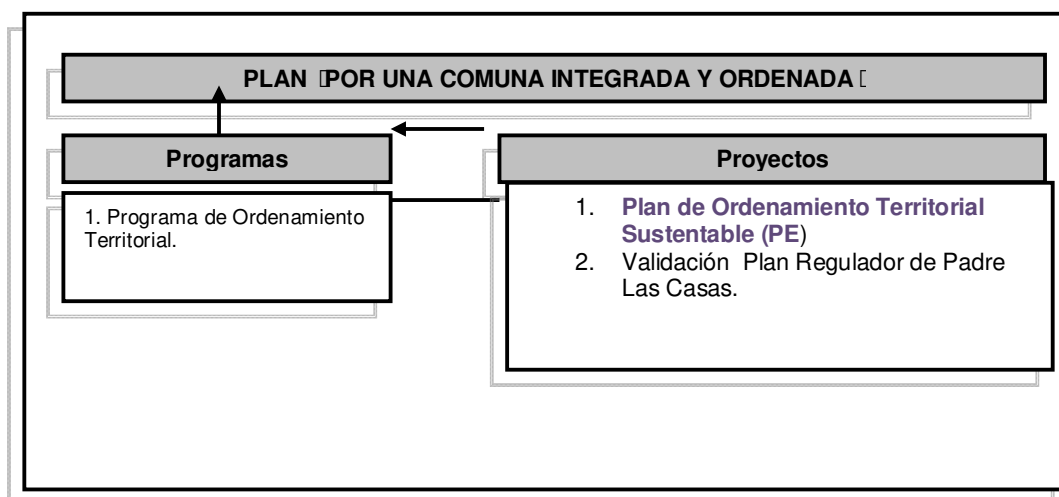 PLAN “POR UNA COMUNA INTEGRADA Y ORDENADA“
Programas
1. Programa de Ordenamiento
Territorial.
Proyectos
1. Plan de Ordenamiento Territorial
Sustentable (PE)
2. Validación Plan Regulador de Padre
Las Casas.